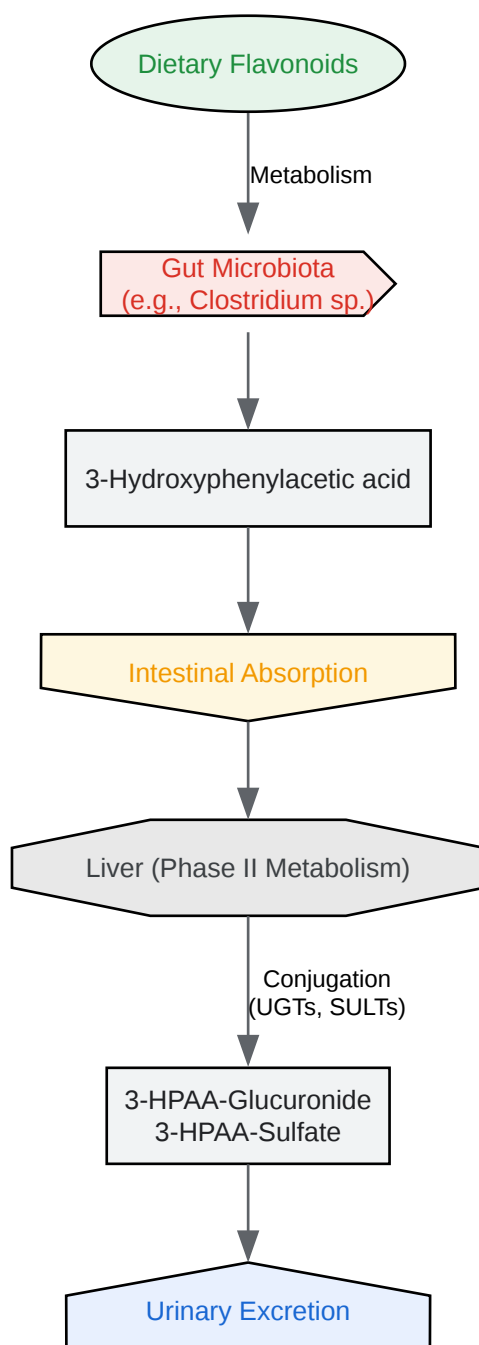 Dietary Flavonoids
Metabolism
Gut Microbiota
(e.g., Clostridium sp.)
3-Hydroxyphenylacetic acid
Intestinal Absorption
Liver (Phase II Metabolism)
Conjugation
(UGTs, SULTs)
3-HPAA-Glucuronide
3-HPAA-Sulfate
Urinary Excretion